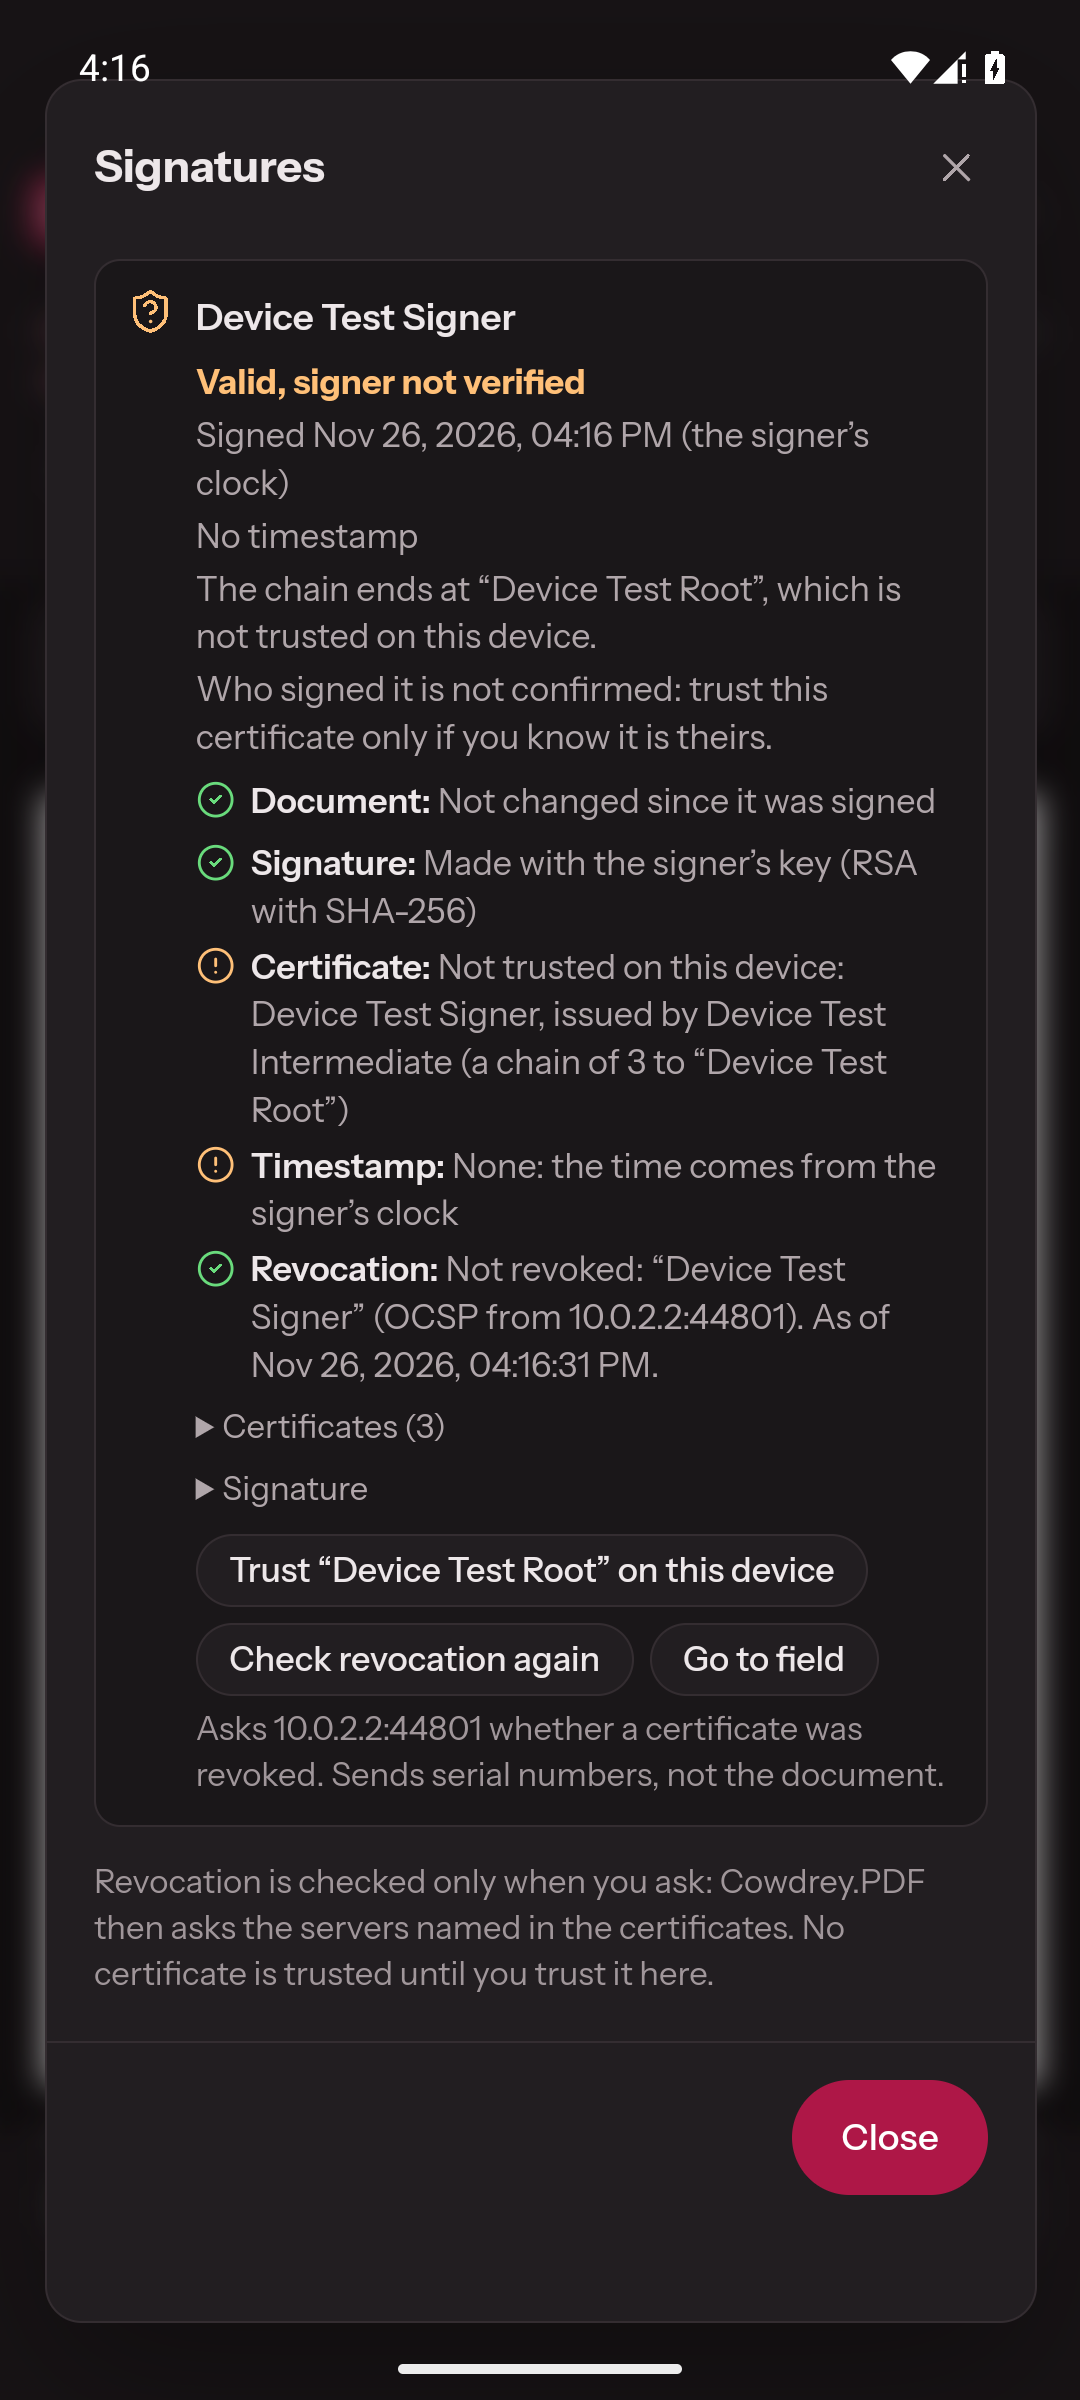 4:16
Signatures
Device Test Signer
Valid, signer not verified
Signed Nov 26, 2026, 04:16 PM (the signer’s
clock)
No timestamp
The chain ends at “Device Test Root”, which is
not trusted on this device.
Who signed it is not confirmed: trust this
certificate only if you know it is theirs.
Document: Not changed since it was signed
Signature: Made with the signer’s key (RSA
with SHA-256)
Certificate: Not trusted on this device:
Device Test Signer, issued by Device Test
Intermediate (a chain of 3 to “Device Test
Root”)
Timestamp: None: the time comes from the
signer’s clock
Revocation: Not revoked: “Device Test
Signer” (OCSP from 10.0.2.2:44801). As of
Nov 26, 2026, 04:16:31 PM.
Certificates (3)
Signature
Trust “Device Test Root” on this device
Check revocation again Go to field
Asks 10.0.2.2:44801 whether a certificate was
revoked. Sends serial numbers, not the document.
Revocation is checked only when you ask: Cowdrey.PDF
then asks the servers named in the certificates. No
certificate is trusted until you trust it here.
Close